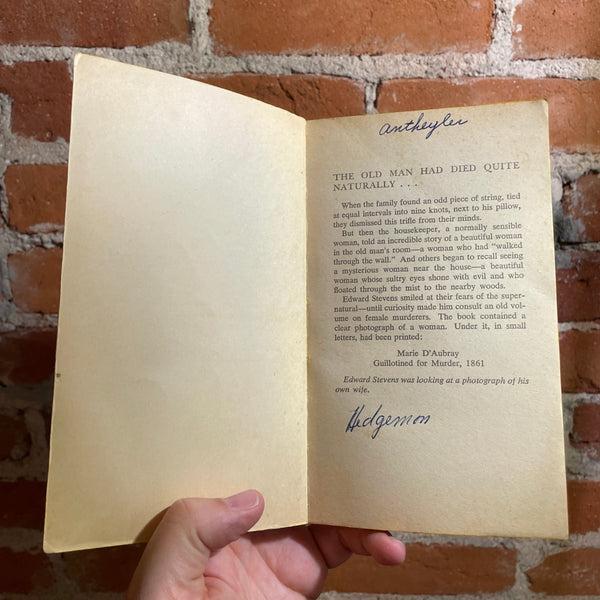 antheyler
THE OLD MAN HAD DIED QUITE
NATURALLY . . .
When the family found an odd piece of string, tied
at equal intervals into nine knots, next to his pillow,
they dismissed this trifle from their minds.
But then the housekeeper, a normally sensible
woman, told an incredible story of a beautiful woman
in the old man's room—a woman who had "walked
through the wall." And others began to recall seeing
a mysterious woman near the house—a beautiful
woman whose sultry eyes shone with evil and who
floated through the mist to the nearby woods.
Edward Stevens smiled at their fears of the super-
natural—until curiosity made him consult an old vol-
ume on female murderers. The book contained a
clear photograph of a woman. Under it, in small
letters, had been printed:
Marie D'Aubray
Guillotined for Murder, 1861
Edward Stevens was looking at a photograph of his
own wife.
Hedgemon